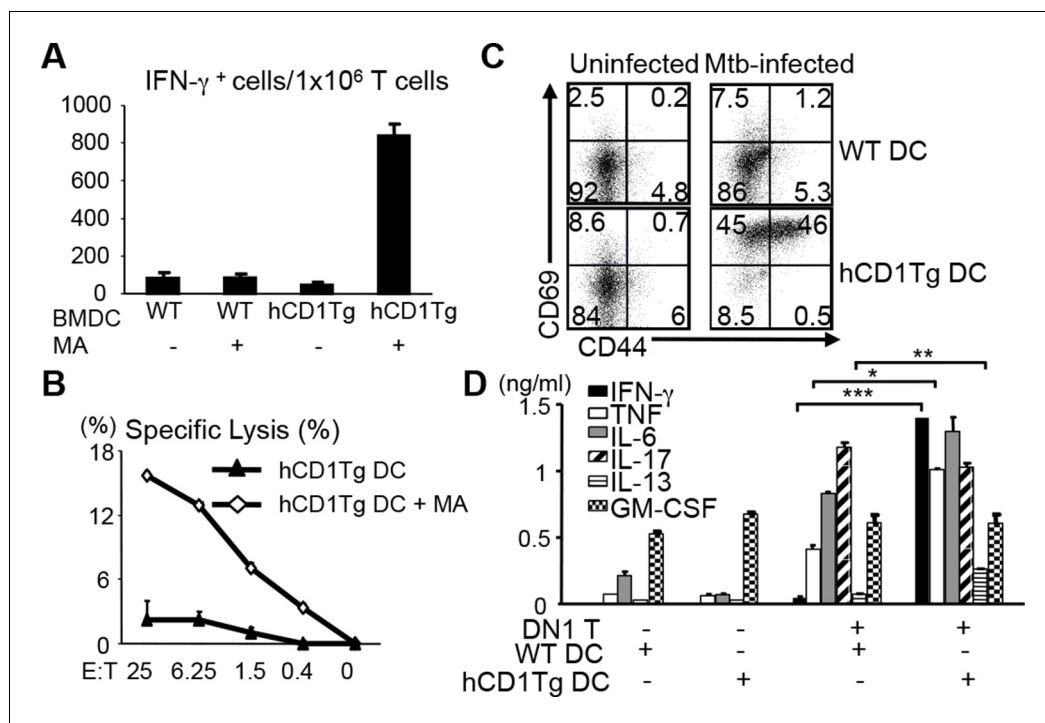 A
IFN-γ + cells/1x10⁶ T cells
1000
800
600
400
200
0
BMDC WT WT hCD1Tg hCD1Tg
MA - + - +
B
(%) Specific Lysis (%)
18
12
6
0
hCD1Tg DC
hCD1Tg DC + MA
E:T 25 6.25 1.5 0.4 0
C
Uninfected Mtb-infected
2.5 0.2 7.5 1.2
WT DC
92 4.8 86 5.3
8.6 0.7 45 46
hCD1Tg DC
84 6 8.5 0.5
CD69
CD44
D (ng/ml)
IFN-γ
TNF
IL-6
IL-17
IL-13
GM-CSF
**
*
***
1.5
1
0.5
0
DN1 T - - + +
WT DC + - + -
hCD1Tg DC - + - +